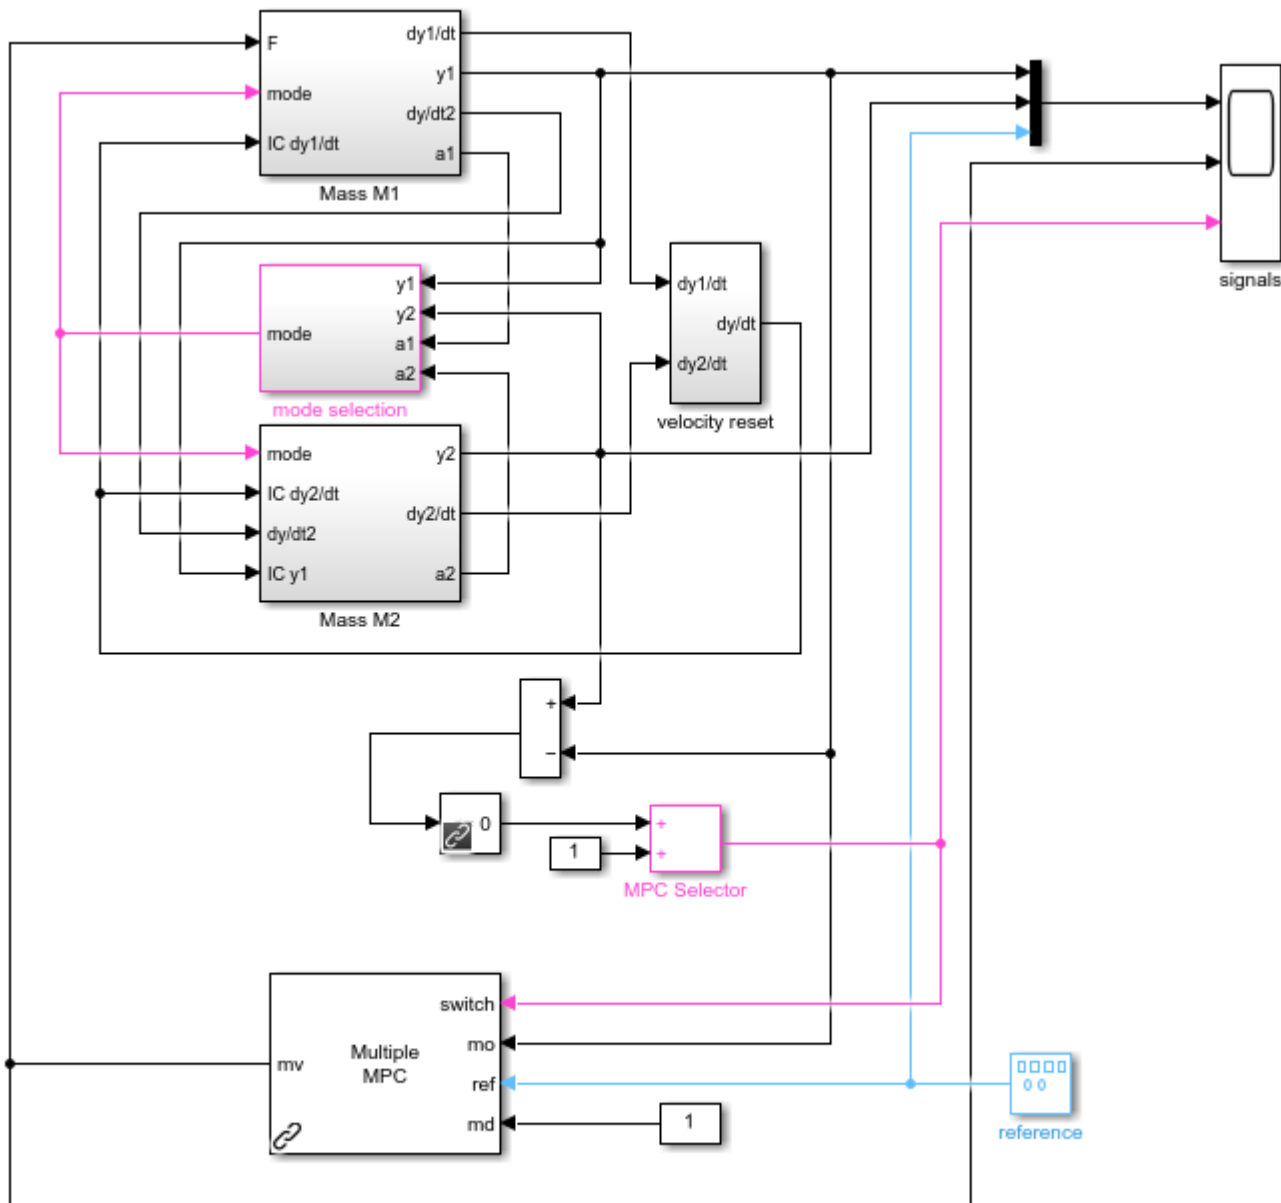 F
mode
IC dy1/dt
dy1/dt
y1
dy/dt2
a1
Mass M1
mode
y1
y2
a1
a2
mode selection
dy1/dt
dy2/dt
dy/dt
velocity reset
signals
mode
IC dy2/dt
dy/dt2
IC y1
y2
dy2/dt
a2
Mass M2
+
−
0
1
+
+
MPC Selector
mv
Multiple
MPC
switch
mo
ref
md
1
0 0
reference